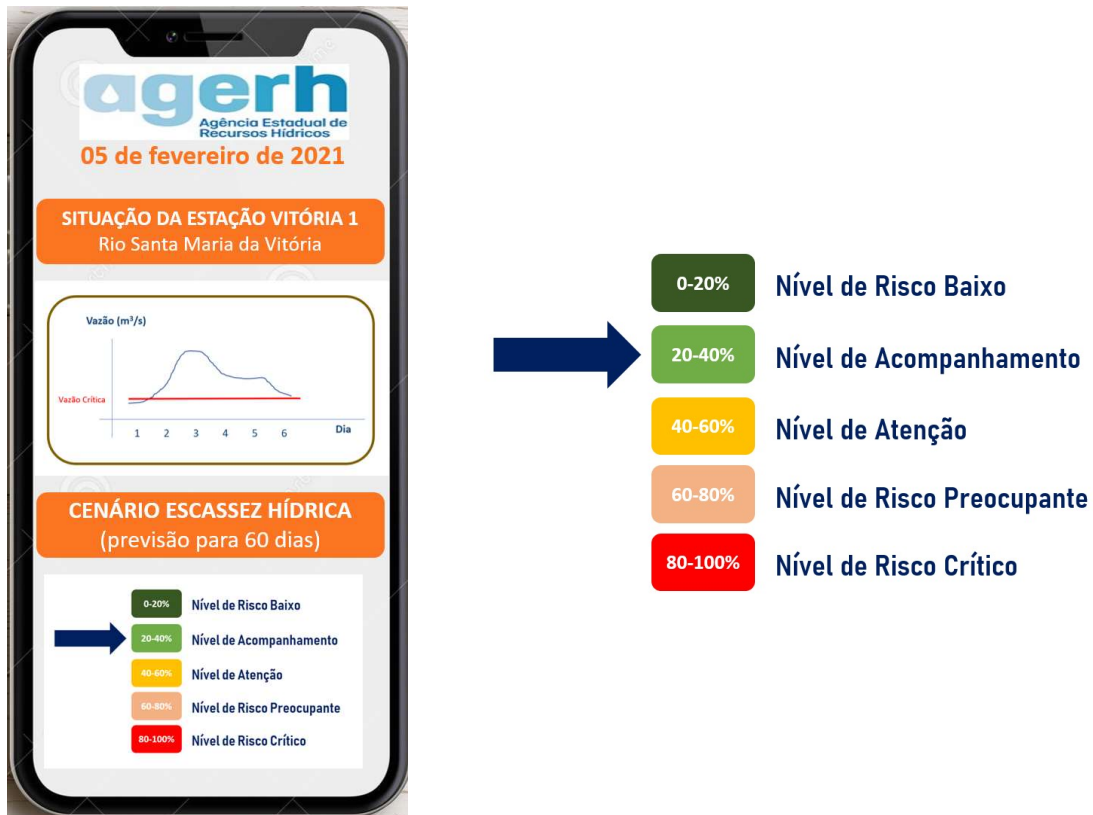 agerh
Agência Estadual de
Recursos Hídricos
05 de fevereiro de 2021
SITUAÇÃO DA ESTAÇÃO VITÓRIA 1
Rio Santa Maria da Vitória
Vazão (m³/s)
Vazão Crítica
1 2 3 4 5 6 Dia
CENÁRIO ESCASSEZ HÍDRICA
(previsão para 60 dias)
0-20% Nível de Risco Baixo
20-40% Nível de Acompanhamento
40-60% Nível de Atenção
60-80% Nível de Risco Preocupante
80-100% Nível de Risco Crítico
0-20% Nível de Risco Baixo
20-40% Nível de Acompanhamento
40-60% Nível de Atenção
60-80% Nível de Risco Preocupante
80-100% Nível de Risco Crítico